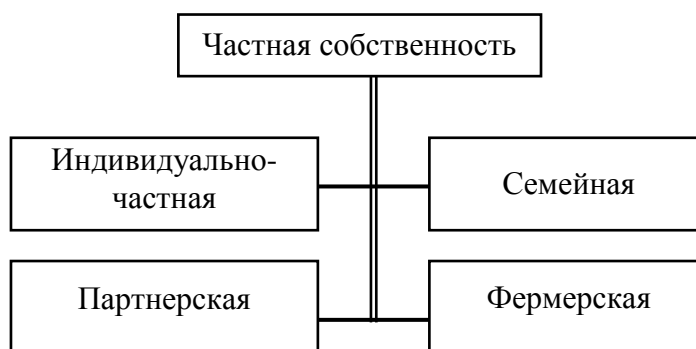 Частная собственность
Индивидуально-
частная
Семейная
Партнерская
Фермерская